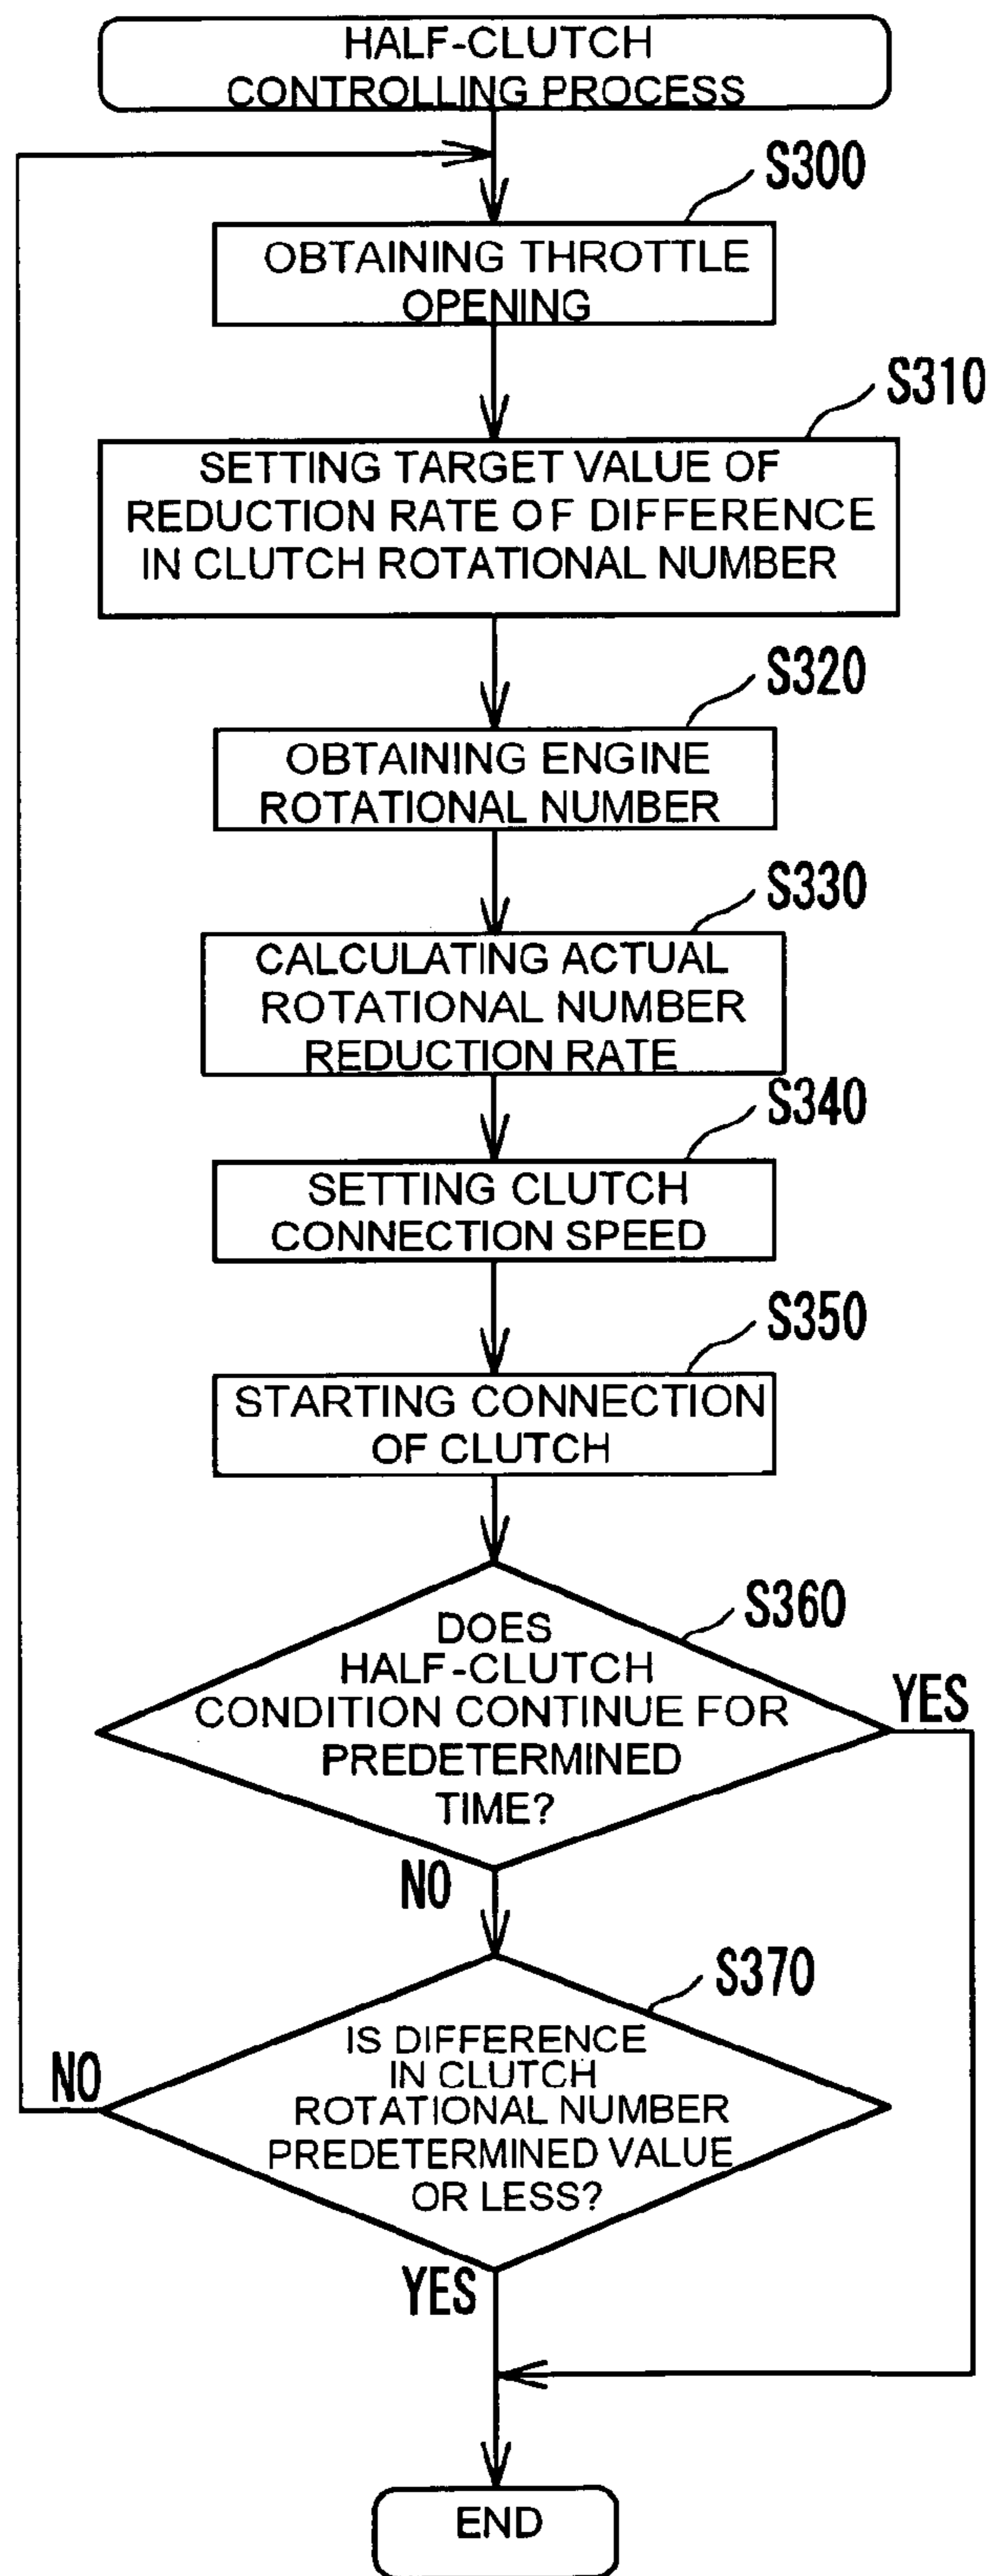 HALF-CLUTCH
CONTROLLING PROCESS
S300
OBTAINING THROTTLE
OPENING
S310
SETTING TARGET VALUE OF
REDUCTION RATE OF DIFFERENCE
IN CLUTCH ROTATIONAL NUMBER
S320
OBTAINING ENGINE
ROTATIONAL NUMBER
S330
CALCULATING ACTUAL
ROTATIONAL NUMBER
REDUCTION RATE
S340
SETTING CLUTCH
CONNECTION SPEED
S350
STARTING CONNECTION
OF CLUTCH
S360
DOES
HALF-CLUTCH
CONDITION CONTINUE FOR
PREDETERMINED
TIME?
YES
NO
S370
IS DIFFERENCE
IN CLUTCH
ROTATIONAL NUMBER
PREDETERMINED VALUE
OR LESS?
NO
YES
END